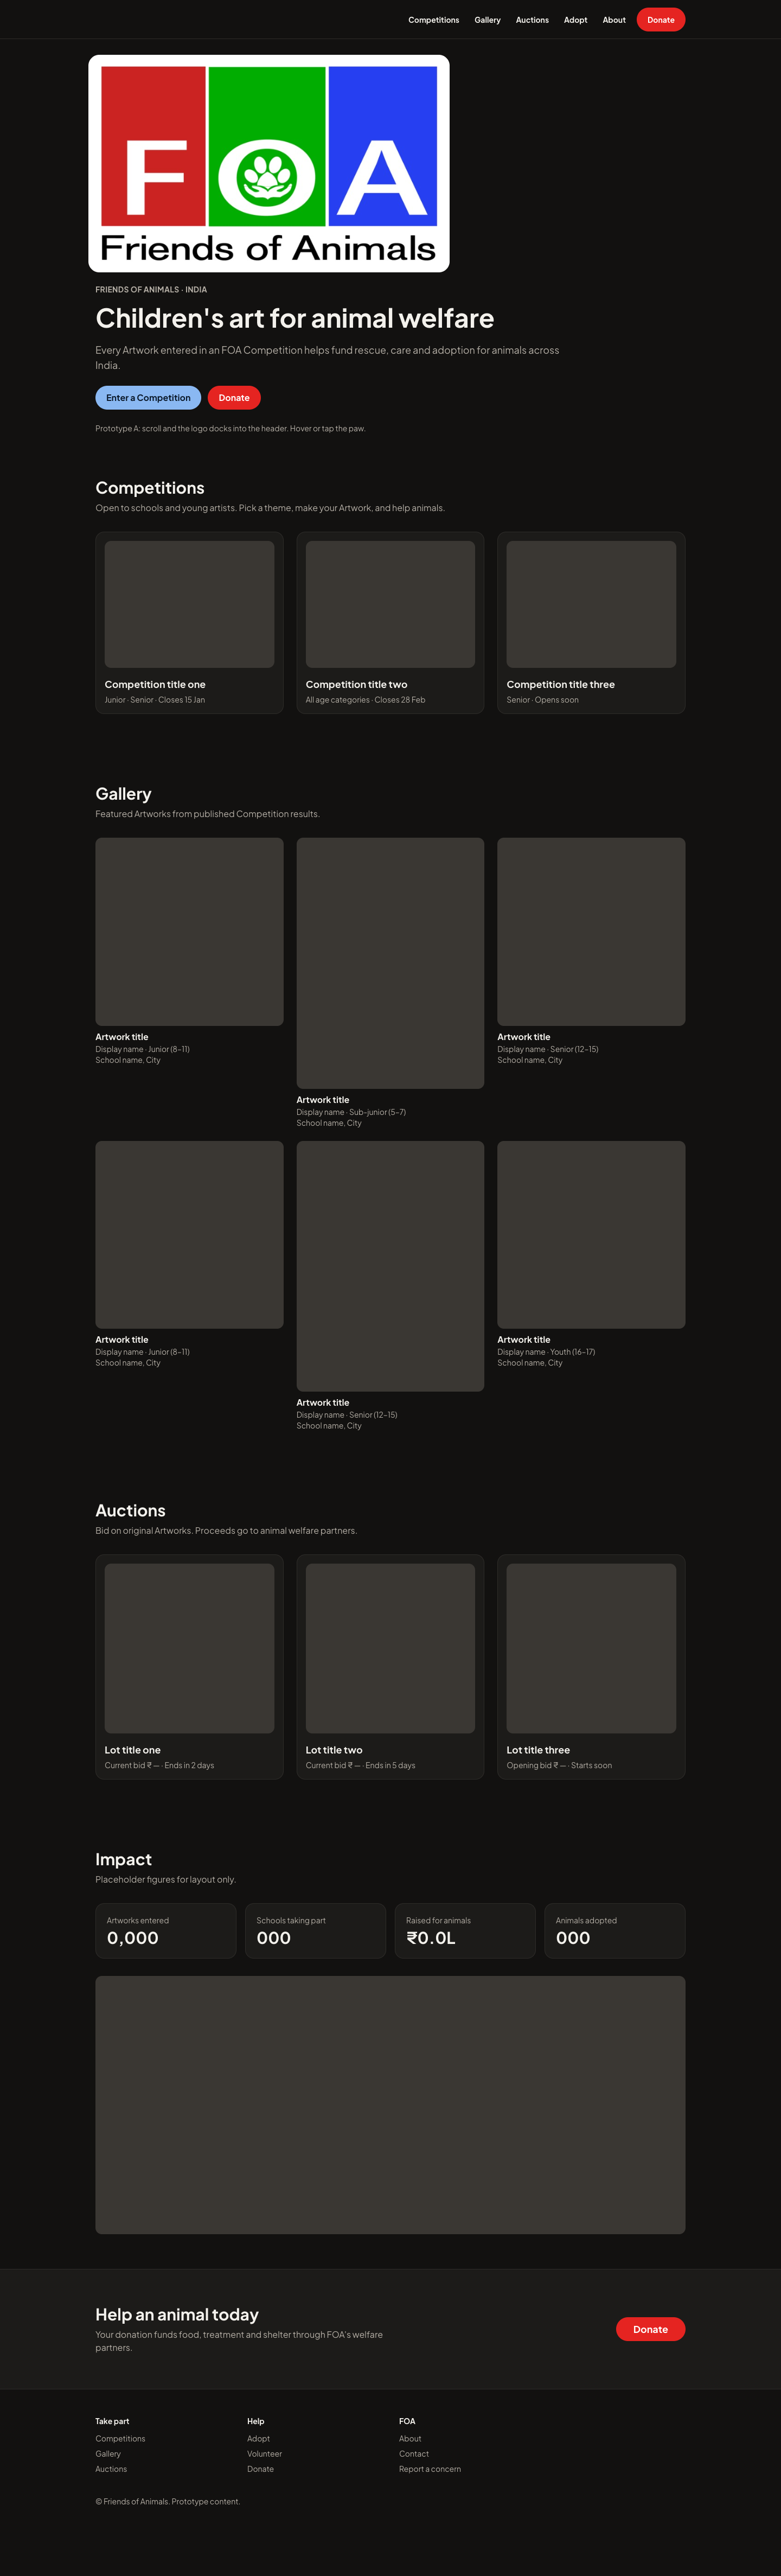 Competitions Gallery Auctions Adopt About Donate
FOA
Friends of Animals
FRIENDS OF ANIMALS · INDIA
Children's art for animal welfare
Every Artwork entered in an FOA Competition helps fund rescue, care and adoption for animals across
India.
Enter a Competition Donate
Prototype A: scroll and the logo docks into the header. Hover or tap the paw.
Competitions
Open to schools and young artists. Pick a theme, make your Artwork, and help animals.
Competition title one
Junior · Senior · Closes 15 Jan
Competition title two
All age categories · Closes 28 Feb
Competition title three
Senior · Opens soon
Gallery
Featured Artworks from published Competition results.
Artwork title
Display name · Junior (8–11)
School name, City
Artwork title
Display name · Sub-junior (5–7)
School name, City
Artwork title
Display name · Senior (12–15)
School name, City
Artwork title
Display name · Junior (8–11)
School name, City
Artwork title
Display name · Senior (12–15)
School name, City
Artwork title
Display name · Youth (16–17)
School name, City
Auctions
Bid on original Artworks. Proceeds go to animal welfare partners.
Lot title one
Current bid ₹ — · Ends in 2 days
Lot title two
Current bid ₹ — · Ends in 5 days
Lot title three
Opening bid ₹ — · Starts soon
Impact
Placeholder figures for layout only.
Artworks entered
0,000
Schools taking part
000
Raised for animals
₹0.0L
Animals adopted
000
Help an animal today
Your donation funds food, treatment and shelter through FOA's welfare
partners.
Donate
Take part
Competitions
Gallery
Auctions
Help
Adopt
Volunteer
Donate
FOA
About
Contact
Report a concern
© Friends of Animals. Prototype content.